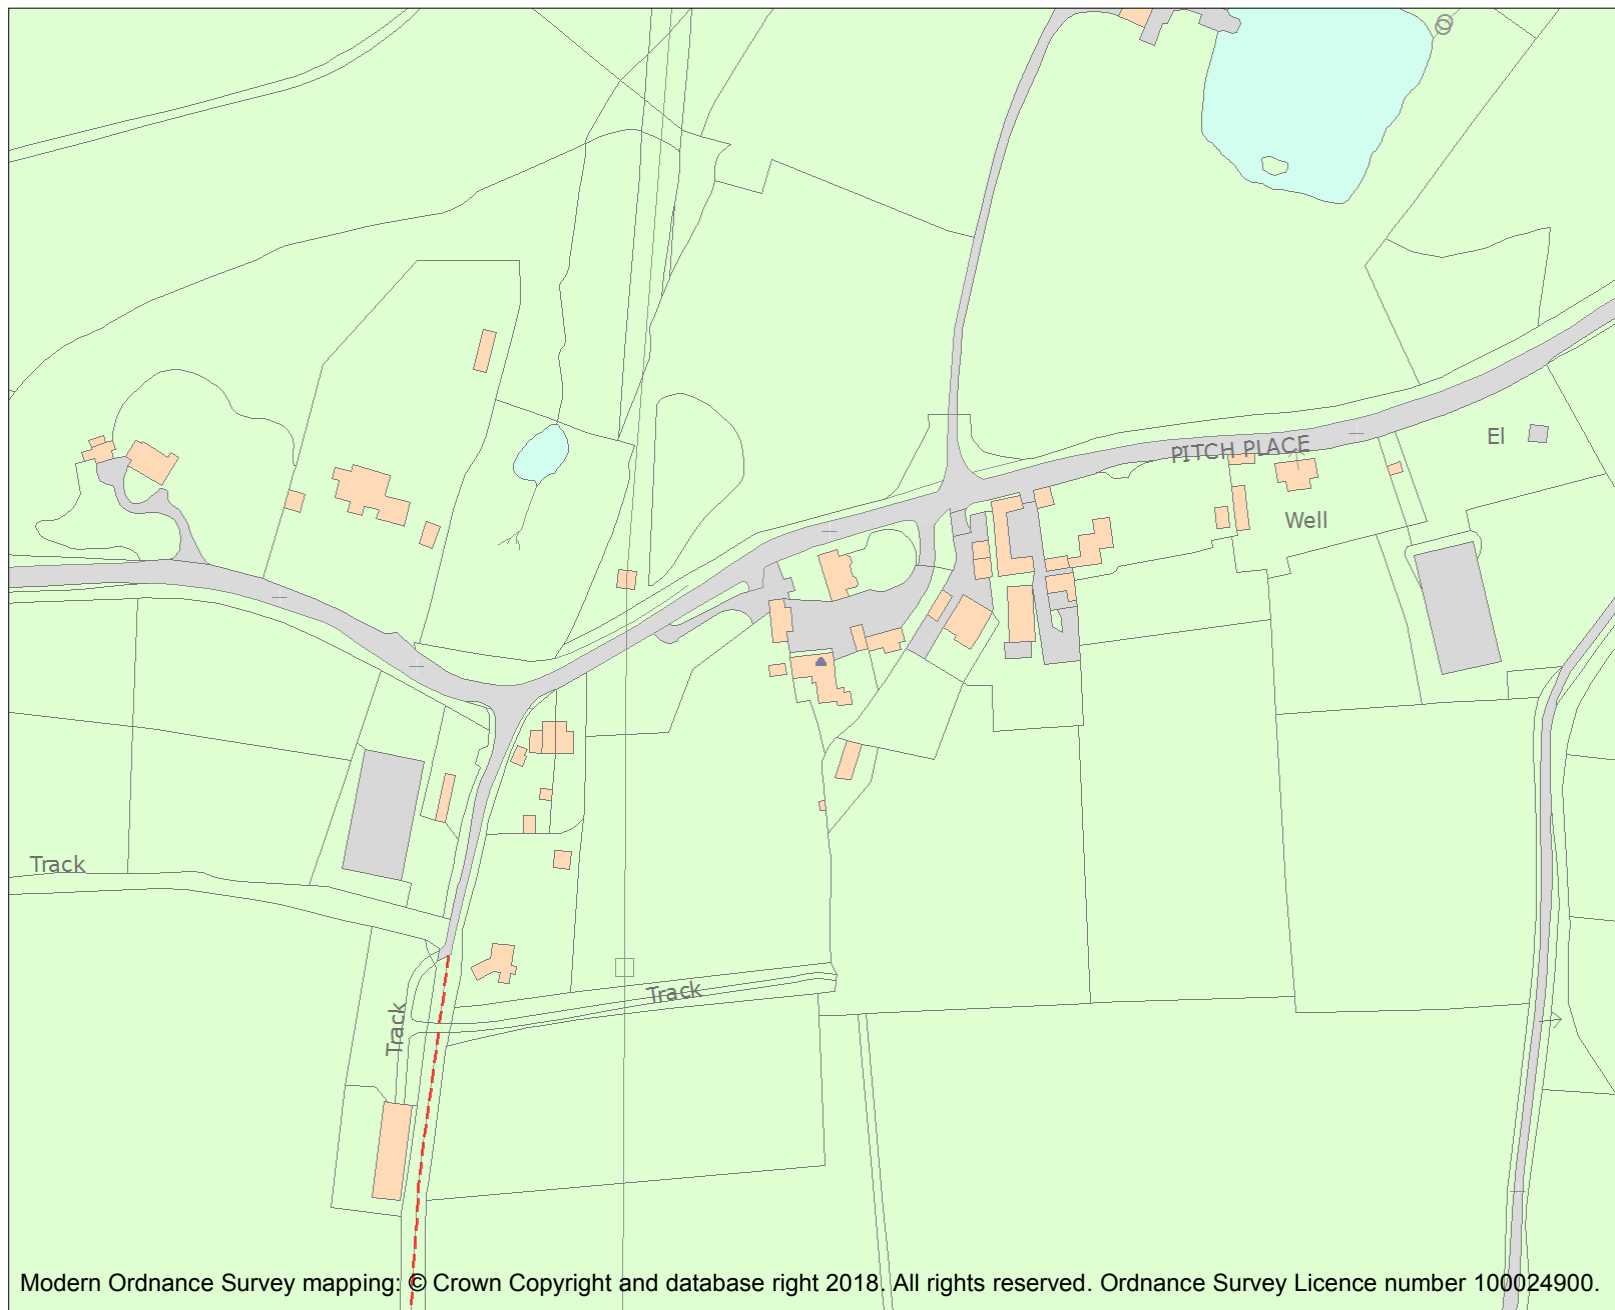 PITCH PLACE
El
Well
Track
Track
Track
Modern Ordnance Survey mapping: © Crown Copyright and database right 2018. All rights reserved. Ordnance Survey Licence number 100024900.